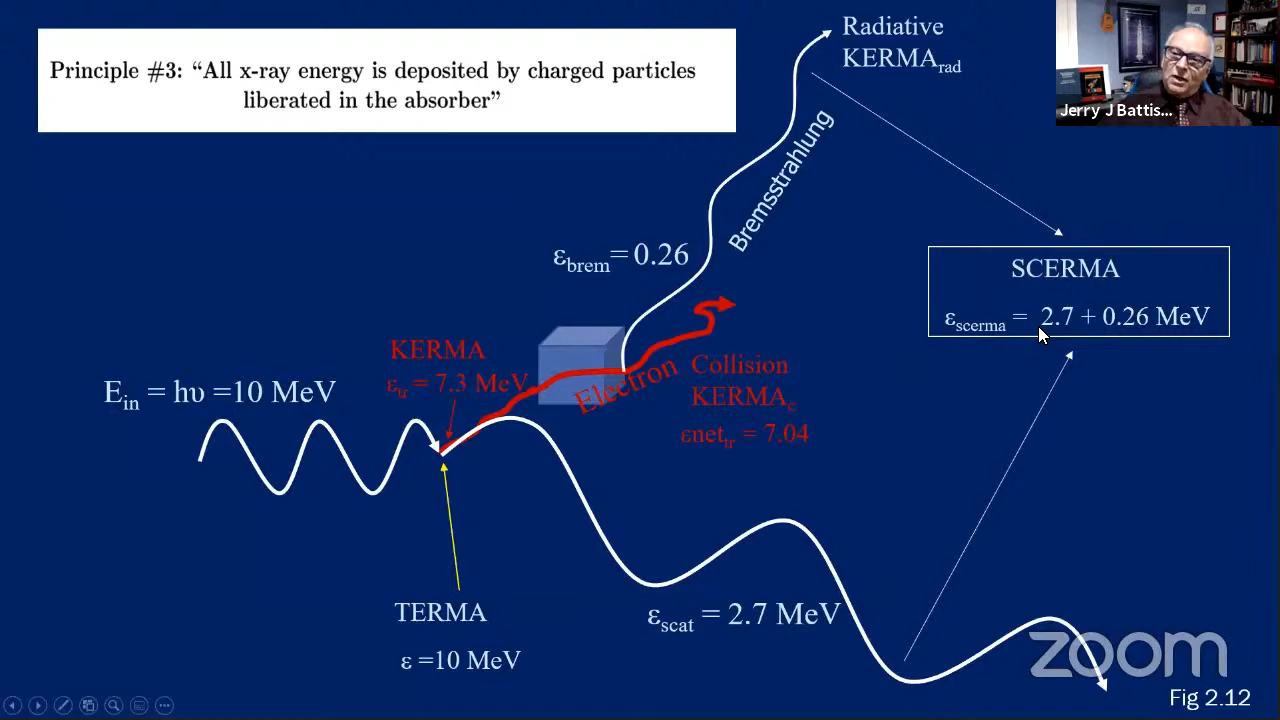 Principle #3: “All x-ray energy is deposited by charged particles
liberated in the absorber”
Radiative
KERMArad
Jerry J Battis...
Bremsstrahlung
εbrem= 0.26
SCERMA
εscerma = 2.7 + 0.26 MeV
KERMA
εtr = 7.3 MeV
Electron
Collision
KERMAc
εnettr = 7.04
Ein = hυ =10 MeV
TERMA
ε =10 MeV
εscat = 2.7 MeV
zoom
Fig 2.12